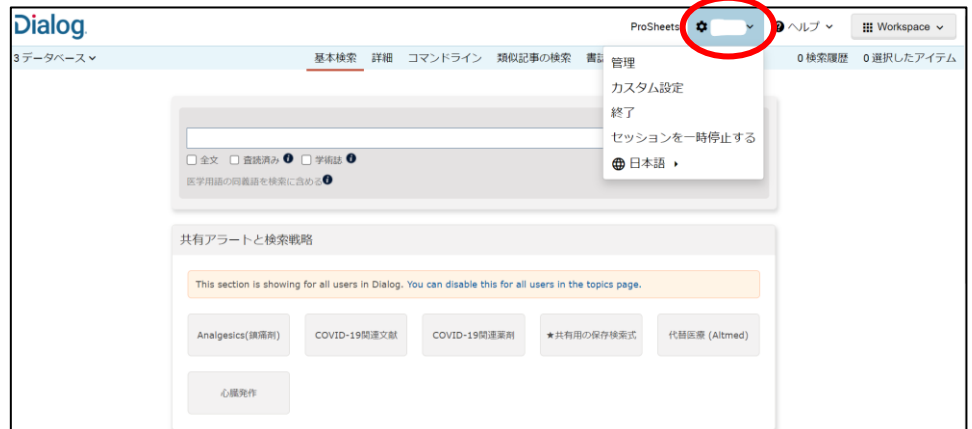 Dialog
ProSheets
ヘルプ
Workspace
3 データベース
基本検索 詳細 コマンドライン 類似記事の検索
0 検索履歴 0 選択したアイテム
管理
カスタム設定
終了
セッションを一時停止する
日本語
全文 査読済み 学術誌
医学用語の同義語を検索に含める
共有アラートと検索戦略
This section is showing for all users in Dialog. You can disable this for all users in the topics page.
Analgesics(鎮痛剤) COVID-19関連文献 COVID-19関連薬剤 ★共有用の保存検索式 代替医療 (Altmed)
心臓発作